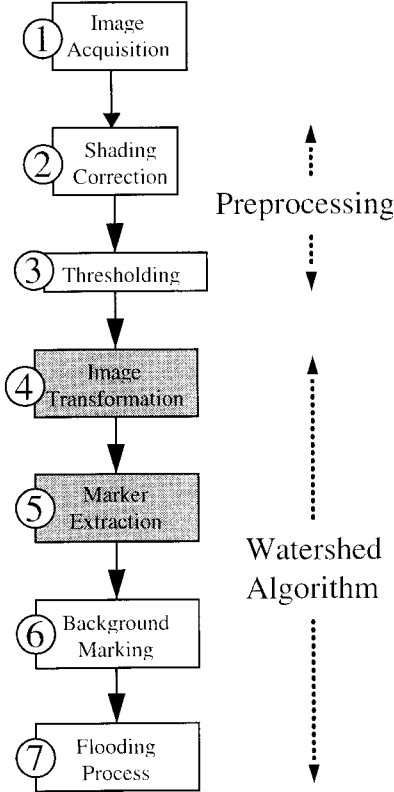 1
Image
Acquisition
2
Shading
Correction
Preprocessing
3
Thresholding
4
Image
Transformation
5
Marker
Extraction
Watershed
Algorithm
6
Background
Marking
7
Flooding
Process